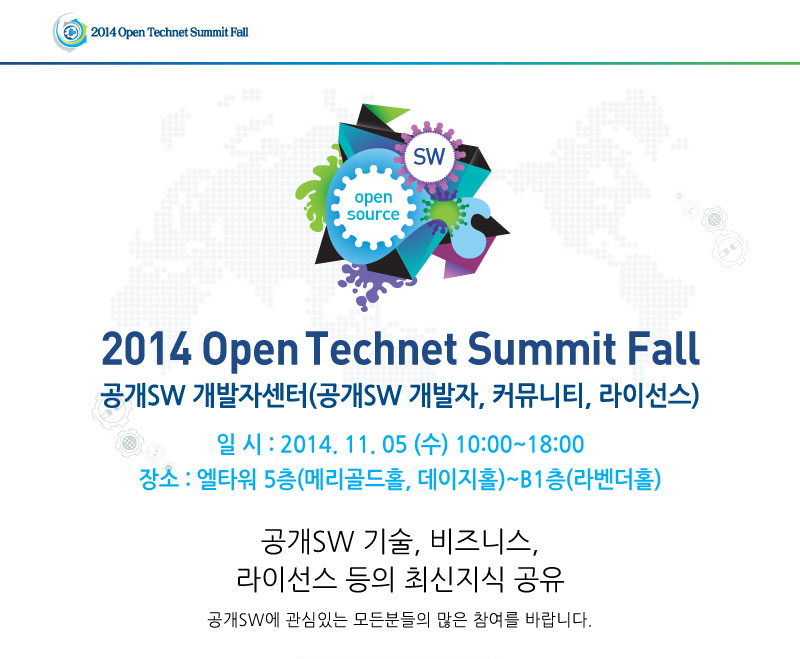 2014 Open Technet Summit Fall
SW
open
source
2014 Open Technet Summit Fall
공개SW 개발자센터(공개SW 개발자, 커뮤니티, 라이선스)
일 시 : 2014. 11. 05 (수) 10:00~18:00
장소 : 엘타워 5층(메리골드홀, 데이지홀)~B1층(라벤더홀)
공개SW 기술, 비즈니스,
라이선스 등의 최신지식 공유
공개SW에 관심있는 모든분들의 많은 참여를 바랍니다.